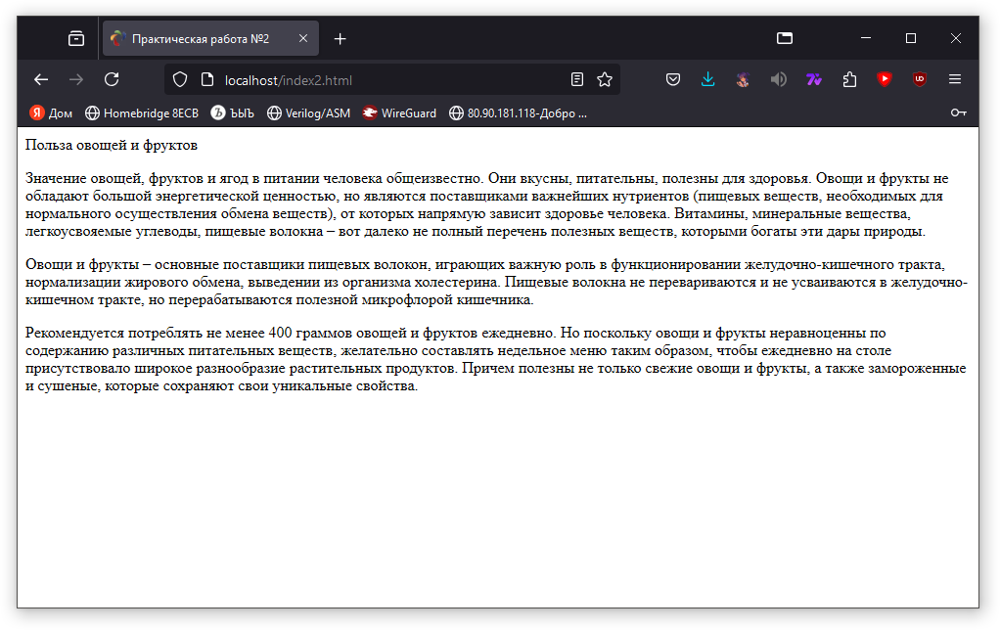 Практическая работа №2
localhost/index2.html
Дом
Homebridge 8ECB
ЪЫЪ
Verilog/ASM
WireGuard
80.90.181.118-Добро ...
Польза овощей и фруктов
Значение овощей, фруктов и ягод в питании человека общеизвестно. Они вкусны, питательны, полезны для здоровья. Овощи и фрукты не
обладают большой энергетической ценностью, но являются поставщиками важнейших нутриентов (пищевых веществ, необходимых для
нормального осуществления обмена веществ), от которых напрямую зависит здоровье человека. Витамины, минеральные вещества,
легкоусвояемые углеводы, пищевые волокна – вот далеко не полный перечень полезных веществ, которыми богаты эти дары природы.
Овощи и фрукты – основные поставщики пищевых волокон, играющих важную роль в функционировании желудочно-кишечного тракта,
нормализации жирового обмена, выведении из организма холестерина. Пищевые волокна не перевариваются и не усваиваются в желудочно-
кишечном тракте, но перерабатываются полезной микрофлорой кишечника.
Рекомендуется потреблять не менее 400 граммов овощей и фруктов ежедневно. Но поскольку овощи и фрукты неравноценны по
содержанию различных питательных веществ, желательно составлять недельное меню таким образом, чтобы ежедневно на столе
присутствовало широкое разнообразие растительных продуктов. Причем полезны не только свежие овощи и фрукты, а также замороженные
и сушеные, которые сохраняют свои уникальные свойства.